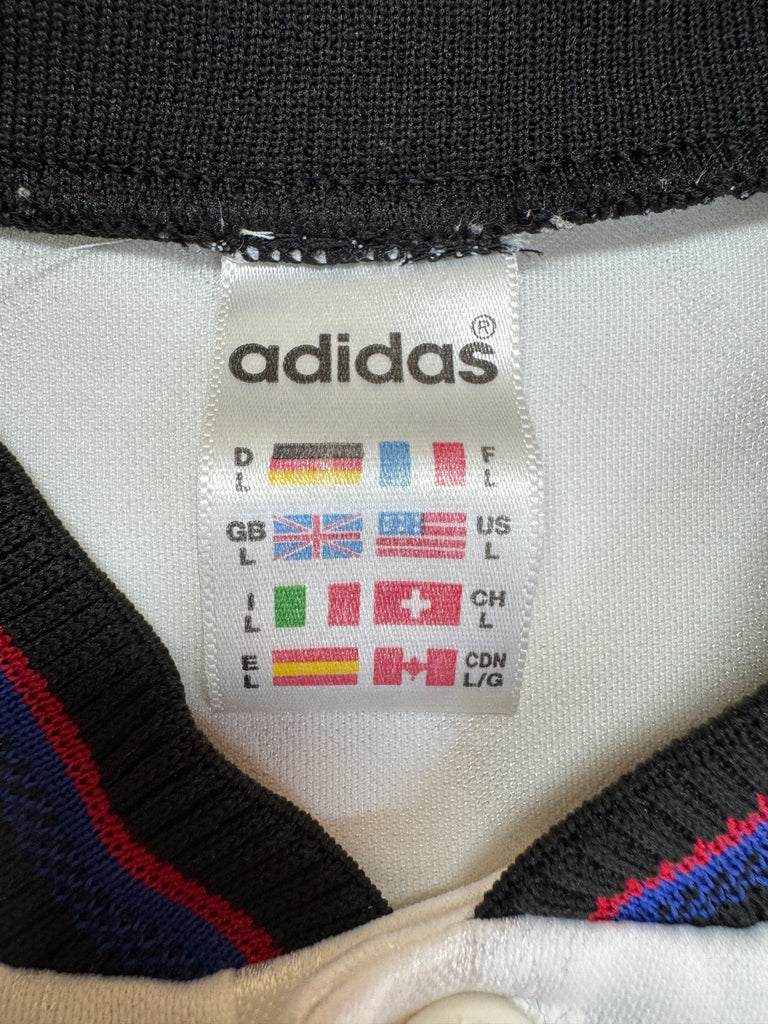 adidas®
D F
L L
GB US
L L
I CH
L L
E CDN
L L/G